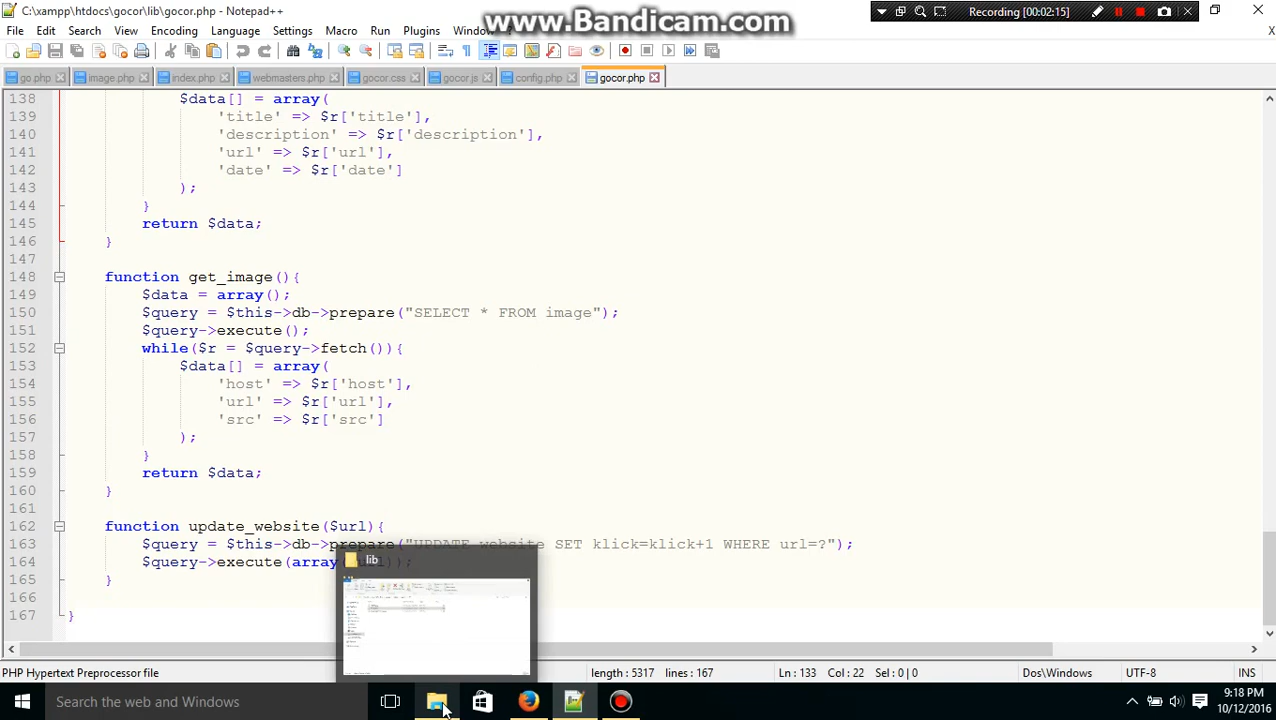 C:\xampp\htdocs\gocor\lib\gocor.php - Notepad++
www.Bandicam.com
Recording [00:02:15]
File Edit Search View Encoding Language Settings Macro Run Plugins Window
go.php image.php index.php webmasters.php gocor.css gocor.js config.php gocor.php
138 $data[] = array(
139 'title' => $r['title'],
140 'description' => $r['description'],
141 'url' => $r['url'],
142 'date' => $r['date']
143 );
144 }
145 return $data;
146 }
147
148 function get_image(){
149 $data = array();
150 $query = $this->db->prepare("SELECT * FROM image");
151 $query->execute();
152 while($r = $query->fetch()){
153 $data[] = array(
154 'host' => $r['host'],
155 'url' => $r['url'],
156 'src' => $r['src']
157 );
158 }
159 return $data;
160 }
161
162 function update_website($url){
163 $query = $this->db->prepare("UPDATE website SET klick=klick+1 WHERE url=?");
164 $query->execute(array
165 }
166
167 }
lib
PHP Hypertext Preprocessor file length : 5317 lines : 167 Ln : 133 Col : 22 Sel : 0 | 0 Dos\Windows UTF-8 INS
Search the web and Windows
9:18 PM
10/12/2016